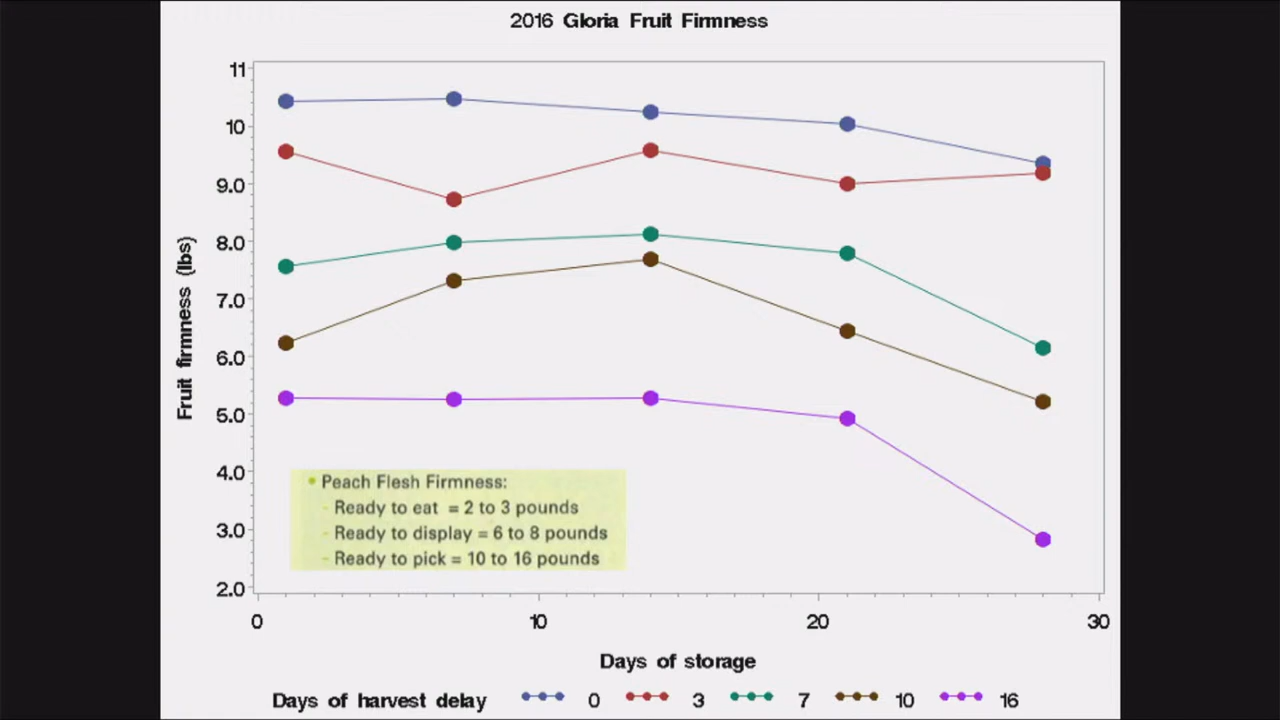 2016 Gloria Fruit Firmness
11
10
9.0
8.0
7.0
6.0
5.0
4.0
3.0
2.0
Fruit firmness (lbs)
• Peach Flesh Firmness:
- Ready to eat = 2 to 3 pounds
- Ready to display = 6 to 8 pounds
- Ready to pick = 10 to 16 pounds
0 10 20 30
Days of storage
Days of harvest delay 0 3 7 10 16